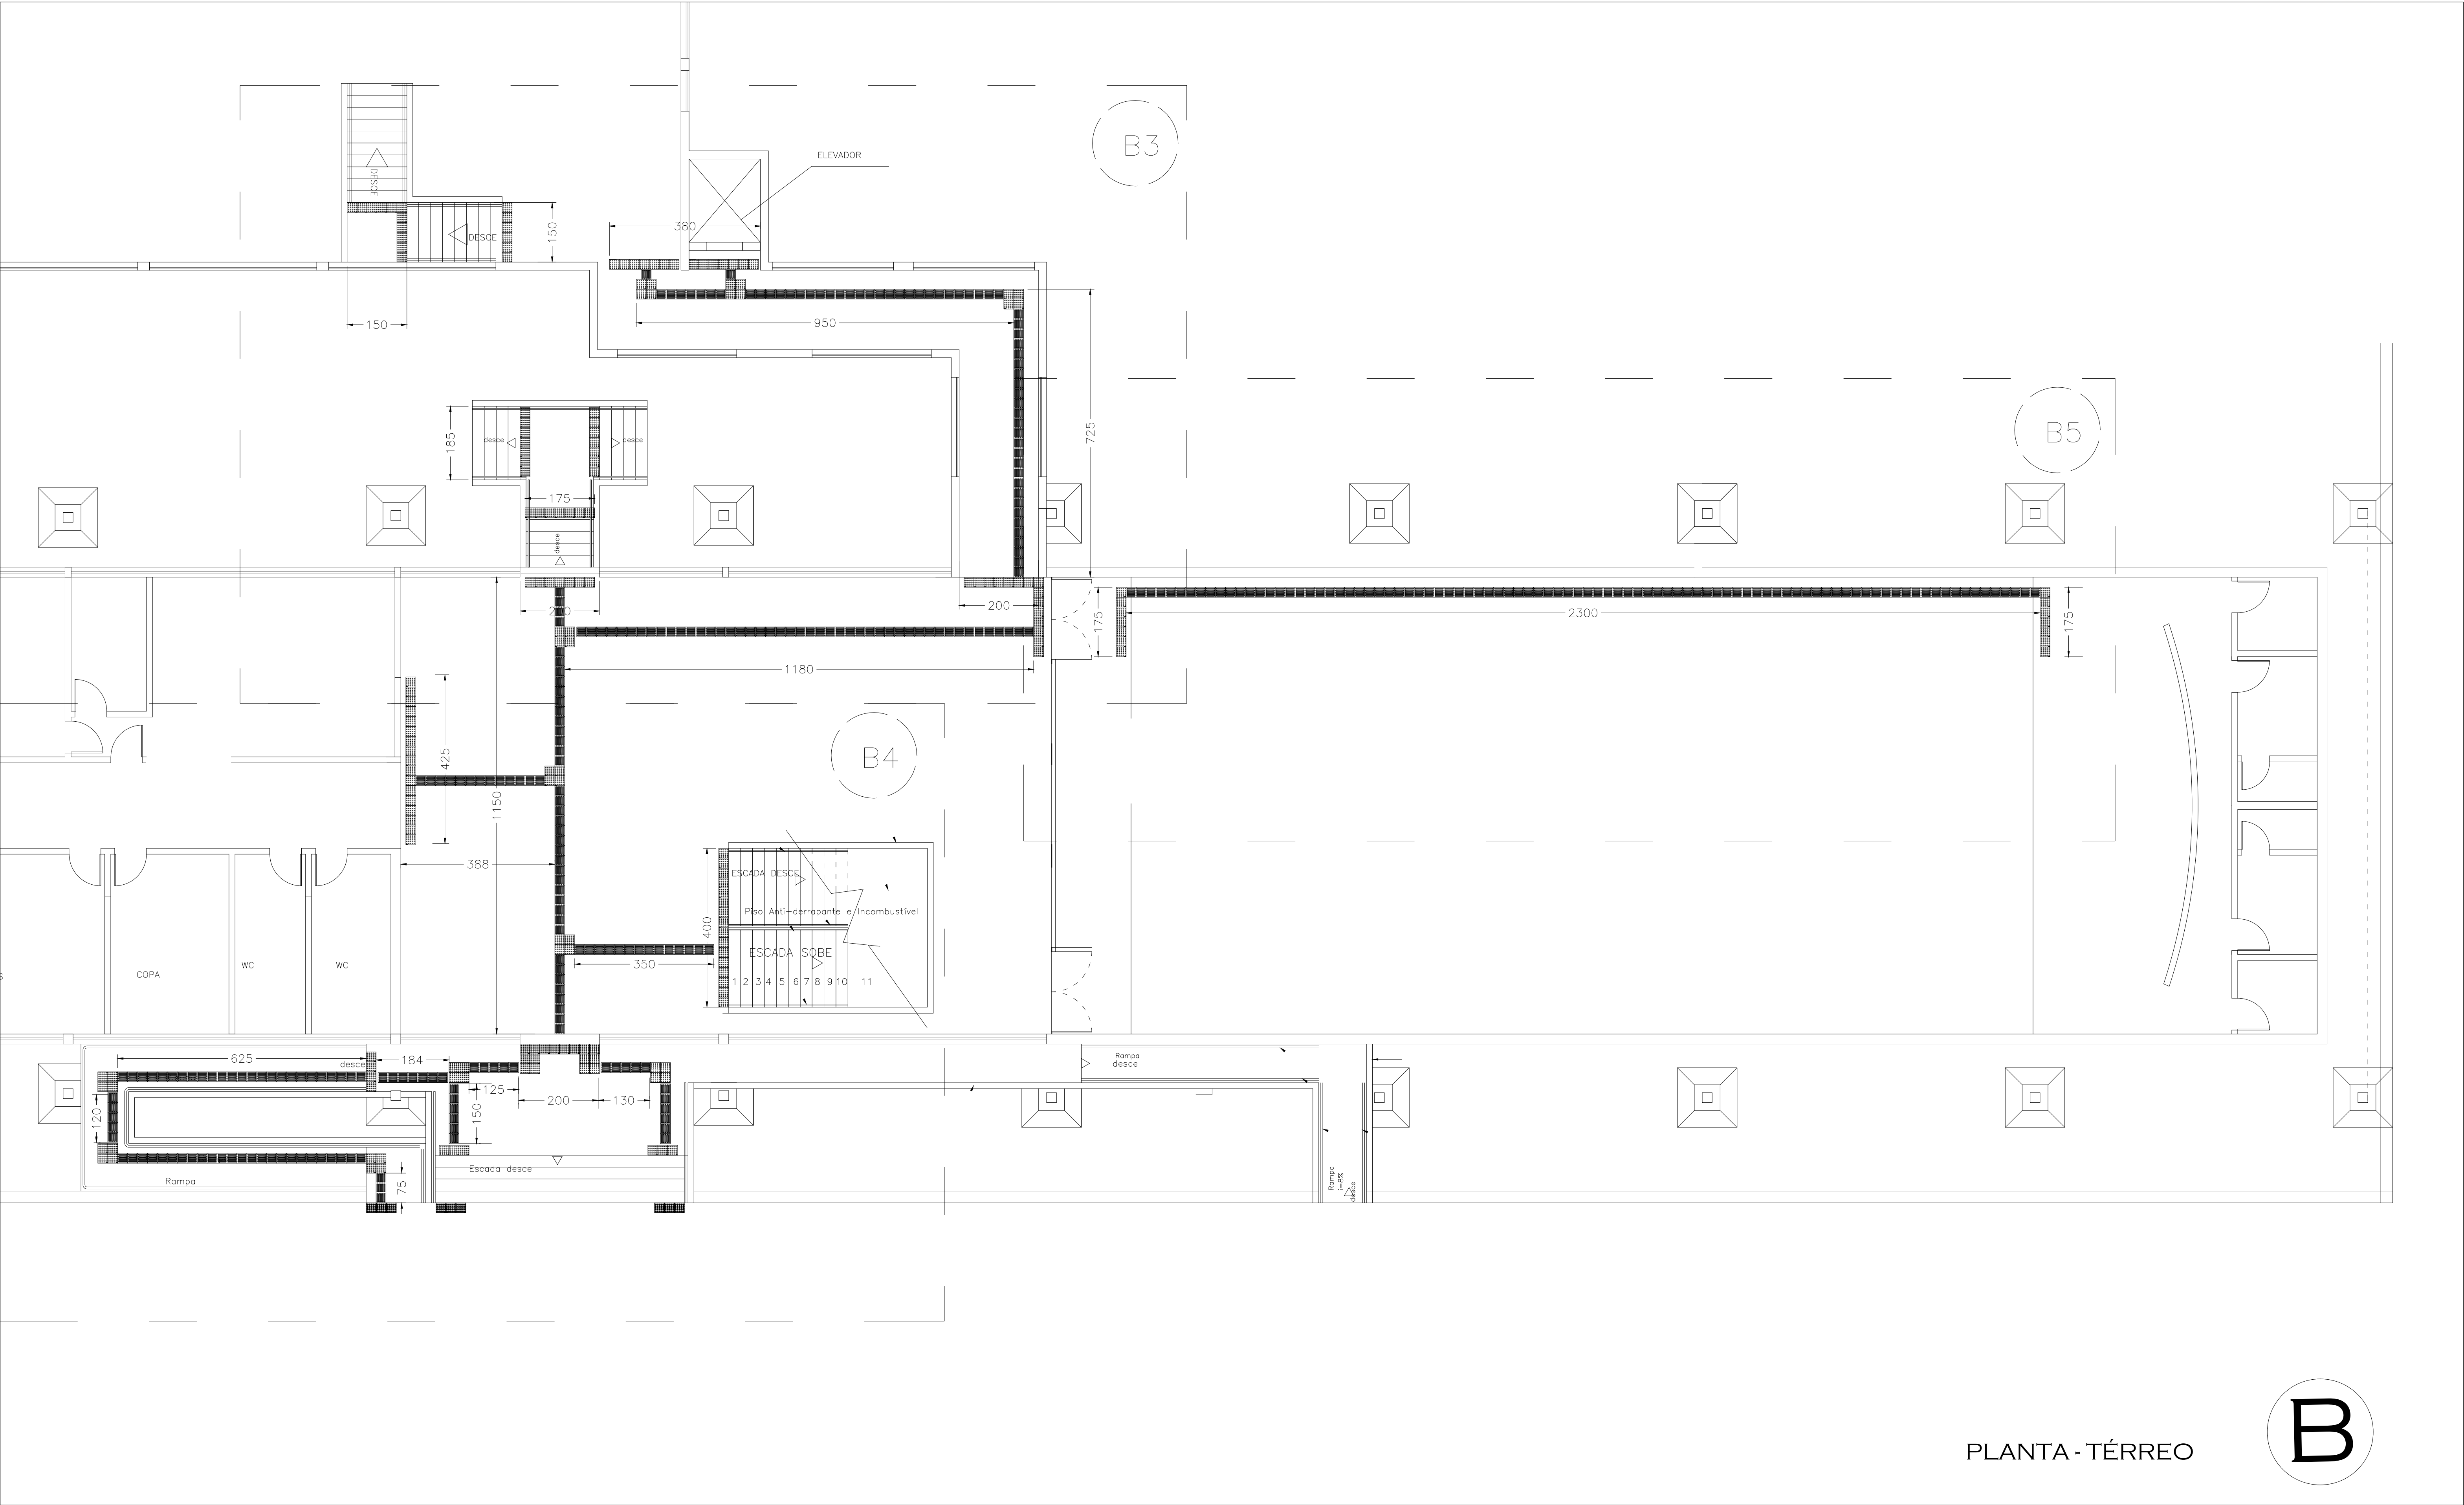 B3
ELEVADOR
DESCE
DESCE
380
150
150
950
725
B5
185
desce
desce
175
desce
200
175
2300
175
1180
425
1150
B4
388
ESCADA DESCE
Piso Anti-derrapante e Incombustível
400
ESCADA SOBE
350
1 2 3 4 5 6 7 8 9 10 11
COPA
WC
WC
625
desce
184
125
200
130
150
120
Rampa
desce
Escada desce
Rampa
75
Rampa
i=8%
desce
PLANTA - TÉRREO
B